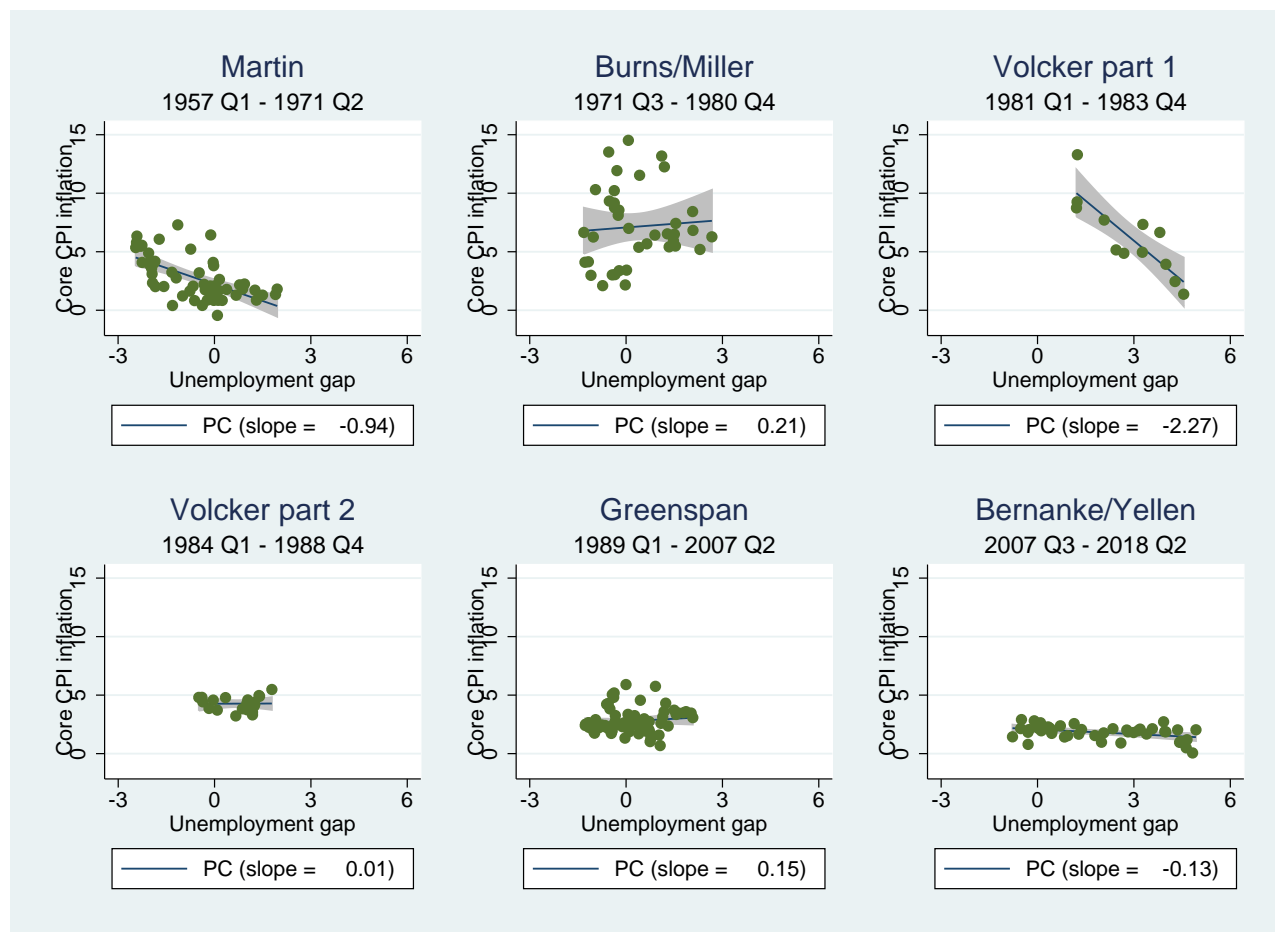 Martin
1957 Q1 - 1971 Q2
Core CPI inflation
0 5 10 15
-3 0 3 6
Unemployment gap
PC (slope = -0.94)
Burns/Miller
1971 Q3 - 1980 Q4
Core CPI inflation
0 5 10 15
-3 0 3 6
Unemployment gap
PC (slope = 0.21)
Volcker part 1
1981 Q1 - 1983 Q4
Core CPI inflation
0 5 10 15
-3 0 3 6
Unemployment gap
PC (slope = -2.27)
Volcker part 2
1984 Q1 - 1988 Q4
Core CPI inflation
0 5 10 15
-3 0 3 6
Unemployment gap
PC (slope = 0.01)
Greenspan
1989 Q1 - 2007 Q2
Core CPI inflation
0 5 10 15
-3 0 3 6
Unemployment gap
PC (slope = 0.15)
Bernanke/Yellen
2007 Q3 - 2018 Q2
Core CPI inflation
0 5 10 15
-3 0 3 6
Unemployment gap
PC (slope = -0.13)